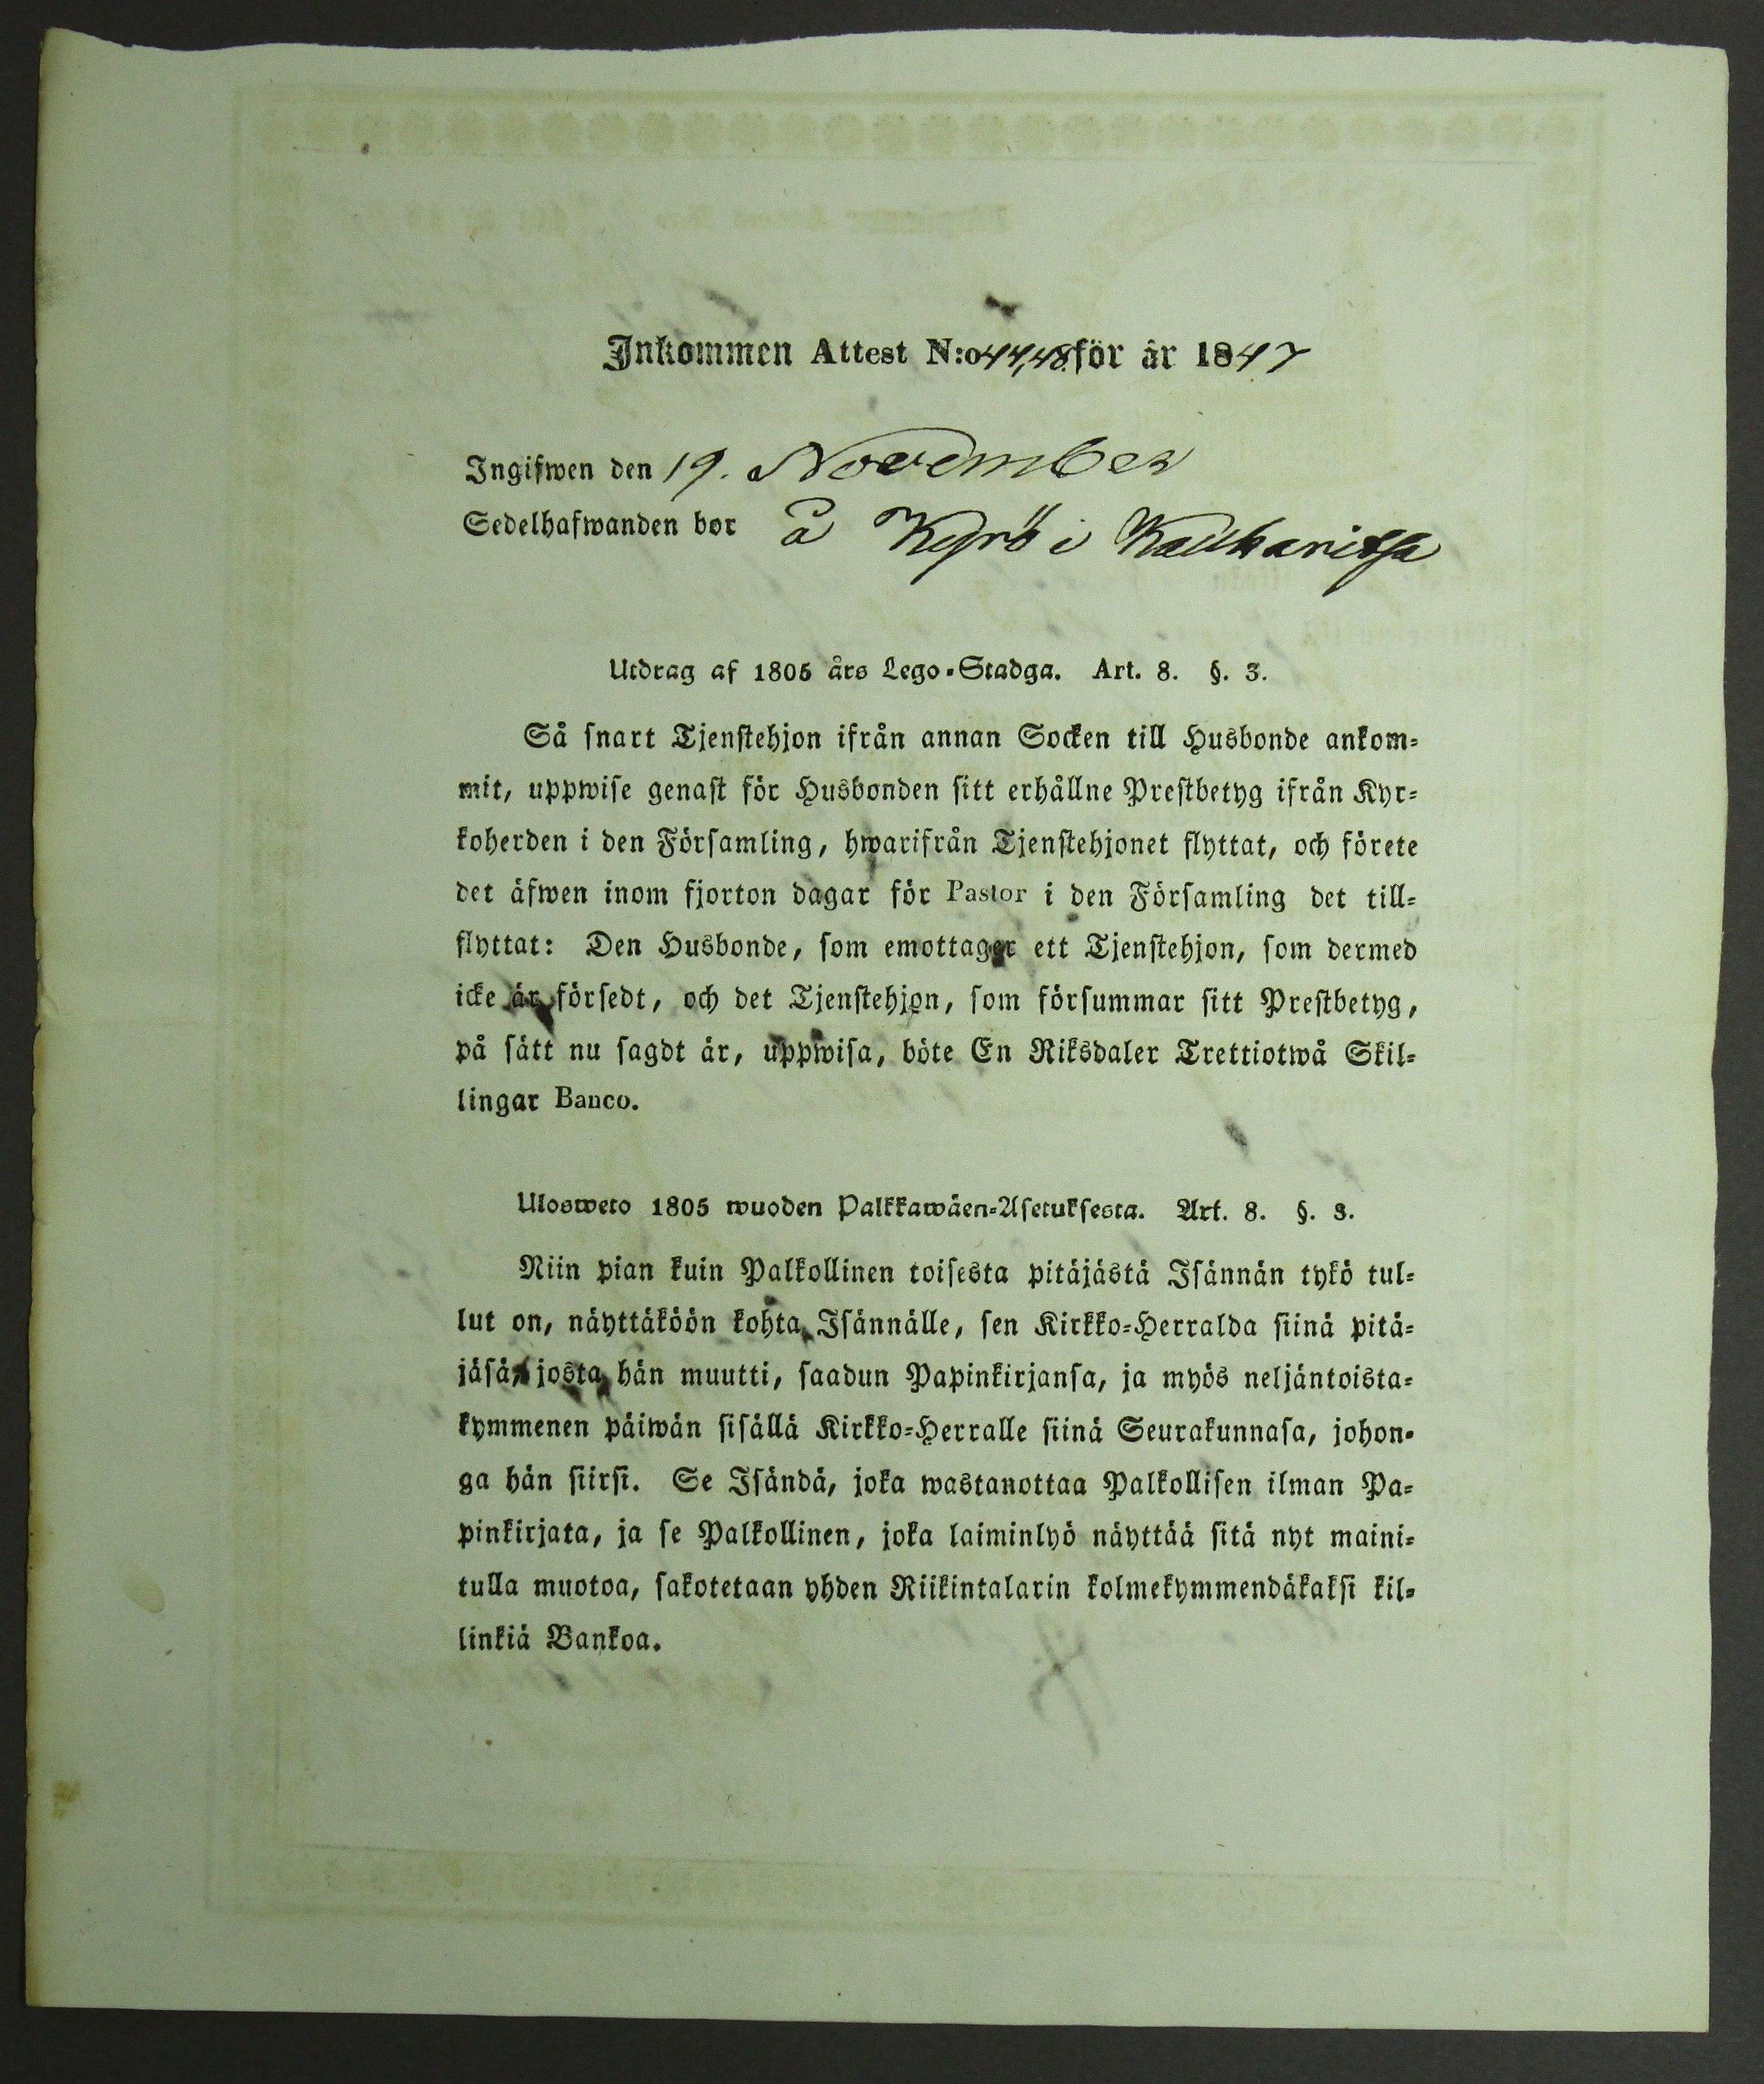 Inkommen Attest N:o 44,48. för år 1847
Ingifwen den 19. November
Sedelhafwanden bor å Kyrö i Karhanitsa
Utdrag af 1805 års Lego-Stadga. Art. 8. §. 3.
Så snart Tjenstehjon ifrån annan Socken till Husbonde ankom-
mit, uppwise genast för Husbonden sitt erhållne Prestbetyg ifrån Kyr-
koherden i den Församling, hwarifrån Tjenstehjonet flyttat, och förete
det äfwen inom fjorton dagar för Pastor i den Församling det till-
flyttat: Den Husbonde, som emottager ett Tjenstehjon, som dermed
icke är försedt, och det Tjenstehjon, som försummar sitt Prestbetyg,
på sätt nu sagdt är, uppwisa, böte En Riksdaler Trettiotwå Skil-
lingar Banco.
Ulosweto 1805 wuoden Palkkawäen-Asetuksesta. Art. 8. §. 3.
Niin pian kuin Palkollinen toisesta pitäjästä Isännän tykö tul-
lut on, näyttäköön kohta Isännälle, sen Kirkko-Herralda siinä pitä-
jäsä, josta hän muutti, saadun Papinkirjansa, ja myös neljäntoista-
kymmenen päiwän sisällä Kirkko-Herralle siinä Seurakunnasa, johon-
ga hän siirsi. Se Isändä, joka wastanottaa Palkollisen ilman Pa-
pinkirjata, ja se Palkollinen, joka laiminlyö näyttää sitä nyt maini-
tulla muotoa, sakotetaan yhden Riikintalarin kolmekymmendäkaksi kil-
linkiä Bankoa.